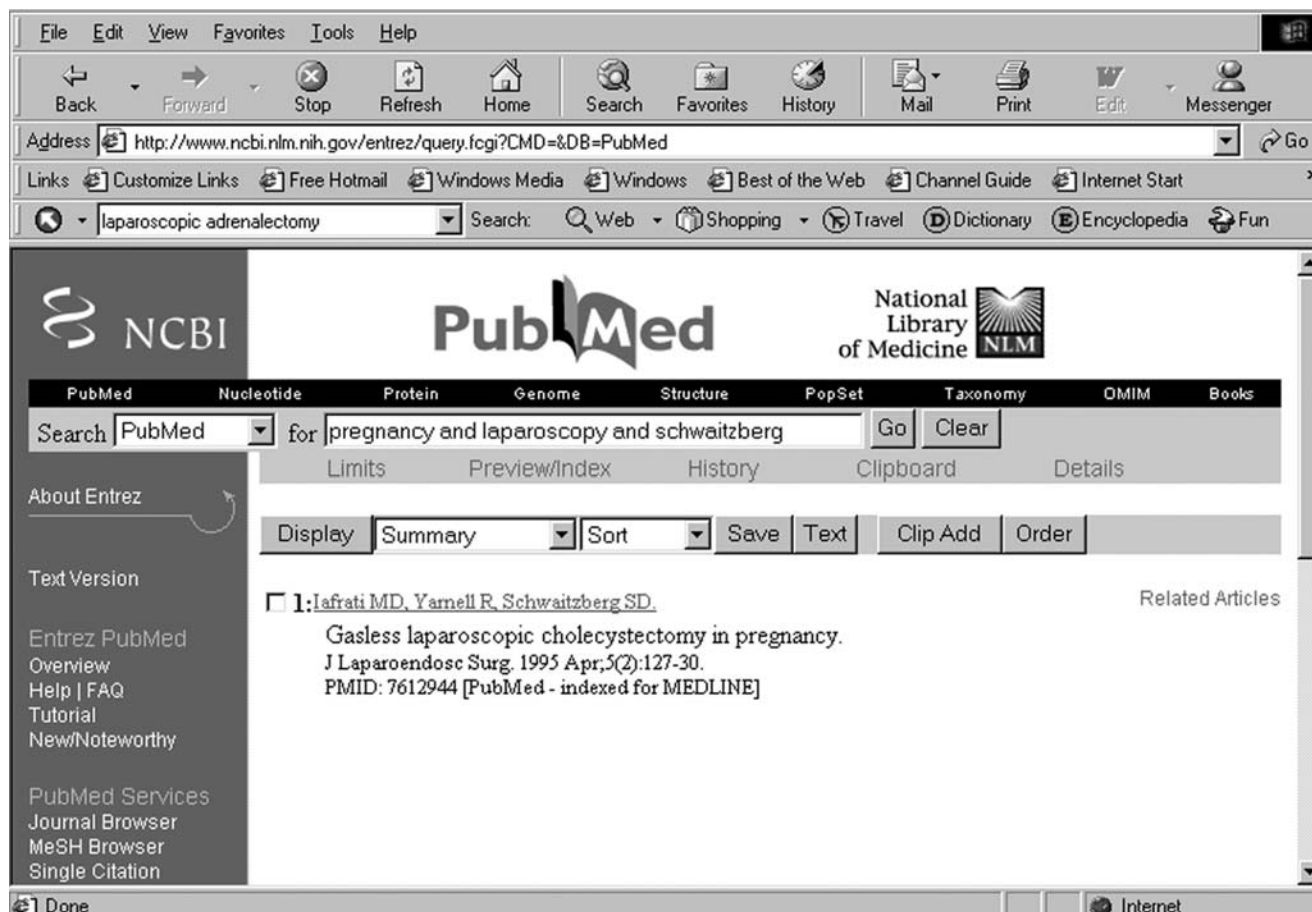 File Edit View Favorites Tools Help
Back Forward Stop Refresh Home Search Favorites History Mail Print Edit Messenger
Address http://www.ncbi.nlm.nih.gov/entrez/query.fcgi?CMD=&DB=PubMed Go
Links Customize Links Free Hotmail Windows Media Windows Best of the Web Channel Guide Internet Start
laparoscopic adrenalectomy Search: Web Shopping Travel Dictionary Encyclopedia Fun
NCBI
PubMed
National
Library
of Medicine NLM
PubMed Nucleotide Protein Genome Structure PopSet Taxonomy OMIM Books
Search PubMed for pregnancy and laparoscopy and schwaitzberg Go Clear
Limits Preview/Index History Clipboard Details
About Entrez
Display Summary Sort Save Text Clip Add Order
Text Version
1: Iafrati MD, Yarnell R, Schwaitzberg SD. Related Articles
Gasless laparoscopic cholecystectomy in pregnancy.
J Laparoendosc Surg. 1995 Apr;5(2):127-30.
PMID: 7612944 [PubMed - indexed for MEDLINE]
Entrez PubMed
Overview
Help | FAQ
Tutorial
New/Noteworthy
PubMed Services
Journal Browser
MeSH Browser
Single Citation
Done Internet